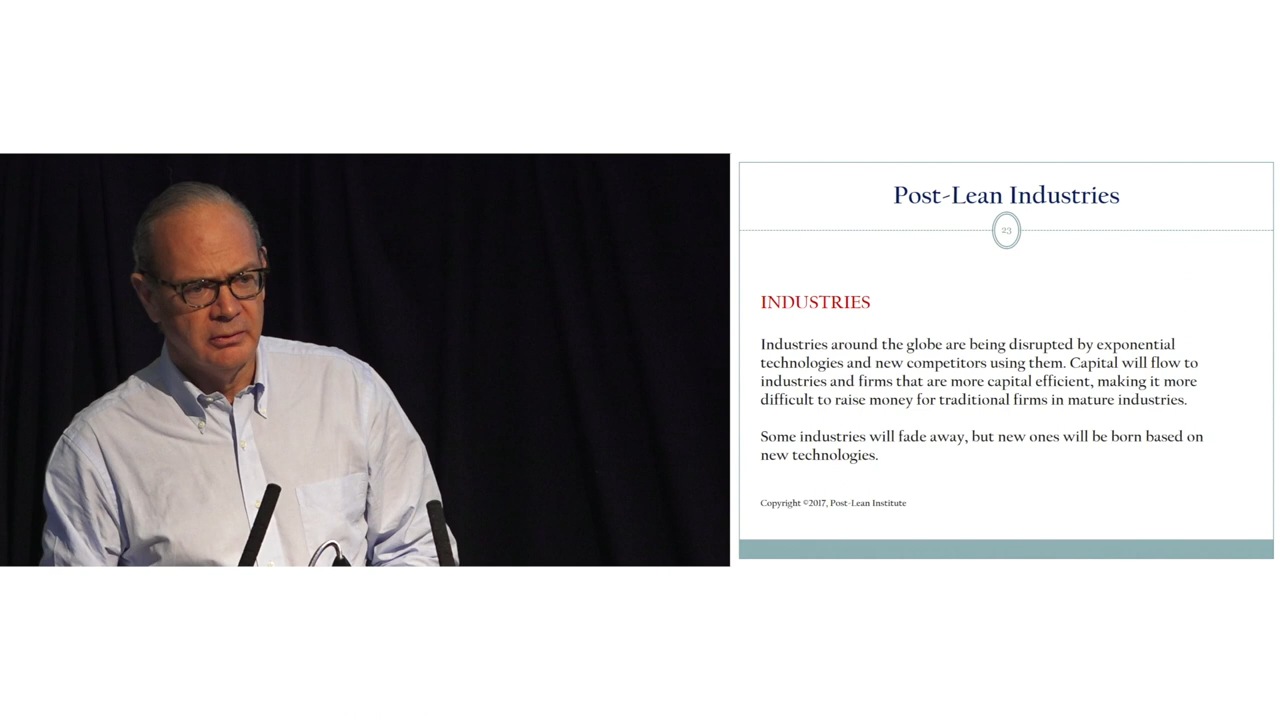 Post-Lean Industries
23
INDUSTRIES
Industries around the globe are being disrupted by exponential
technologies and new competitors using them. Capital will flow to
industries and firms that are more capital efficient, making it more
difficult to raise money for traditional firms in mature industries.
Some industries will fade away, but new ones will be born based on
new technologies.
Copyright ©2017, Post-Lean Institute